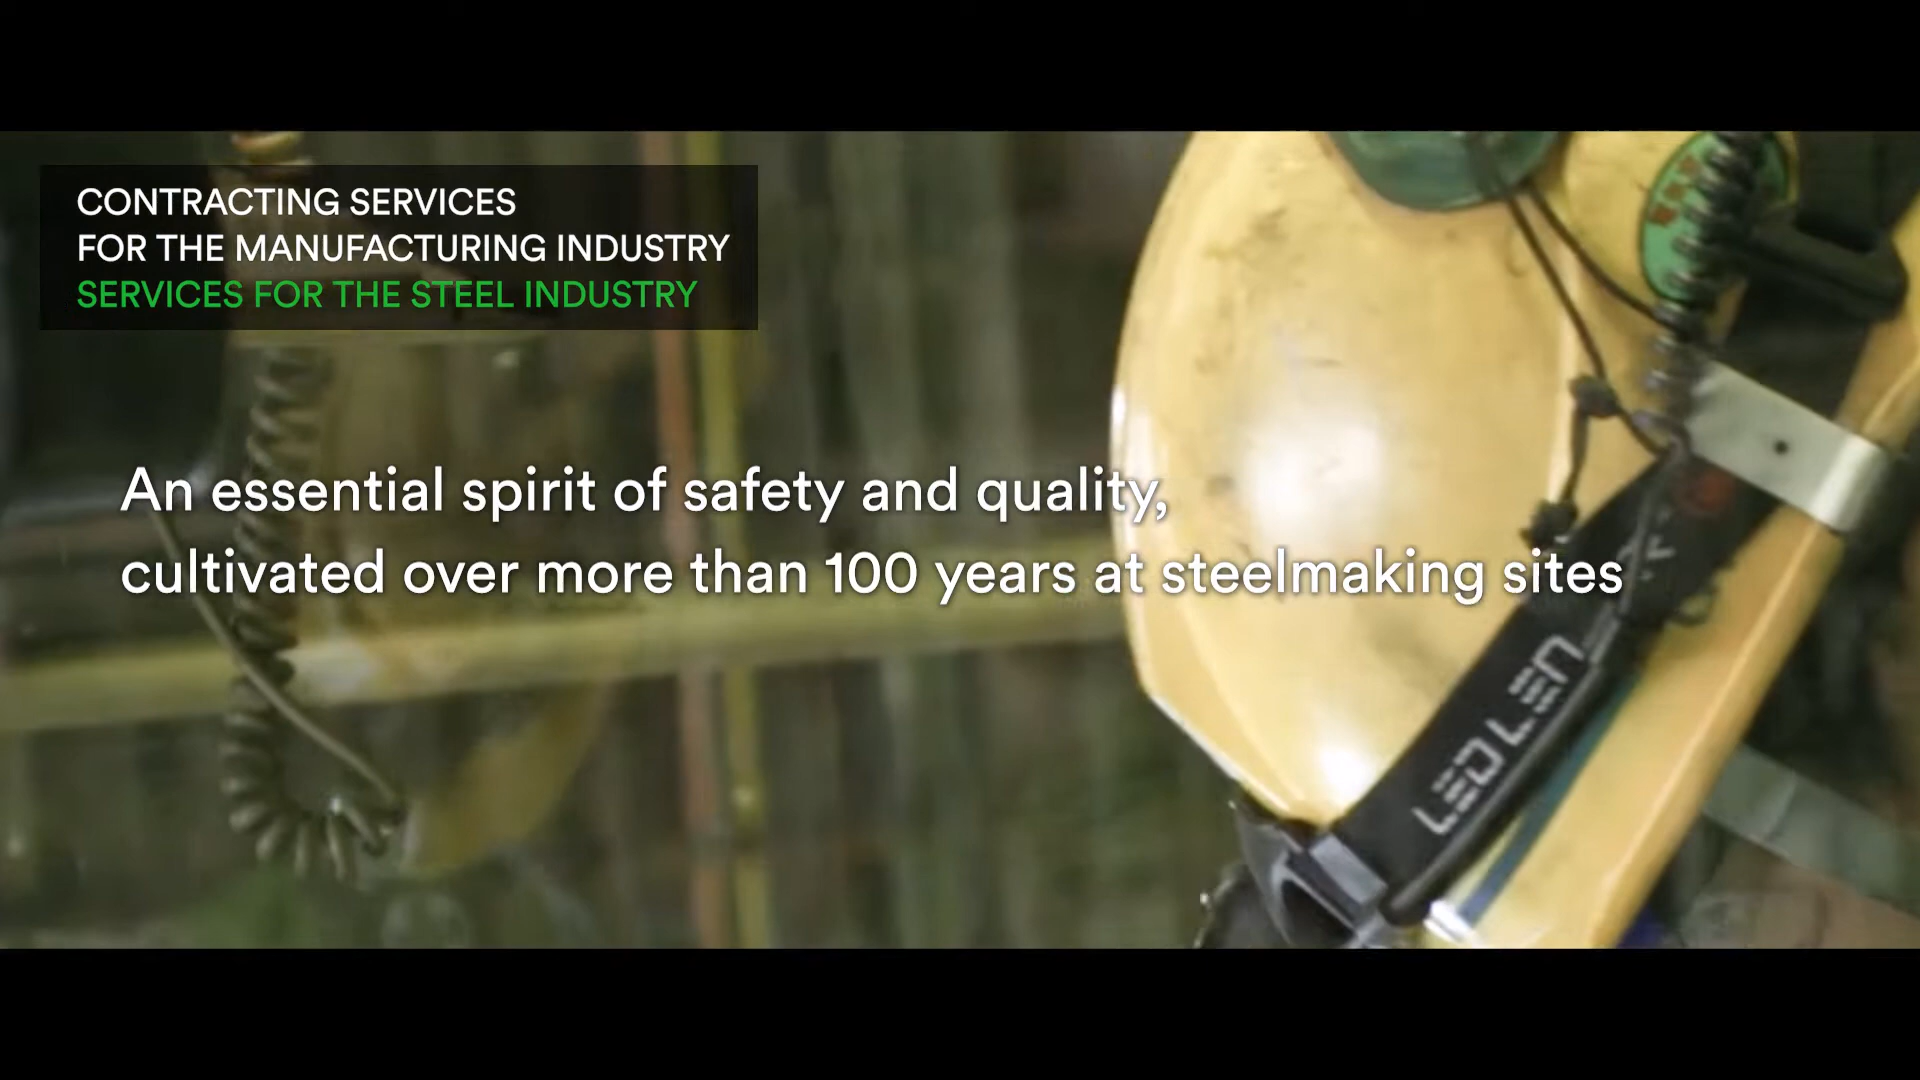 CONTRACTING SERVICES
FOR THE MANUFACTURING INDUSTRY
SERVICES FOR THE STEEL INDUSTRY
An essential spirit of safety and quality,
cultivated over more than 100 years at steelmaking sites
LED LEN